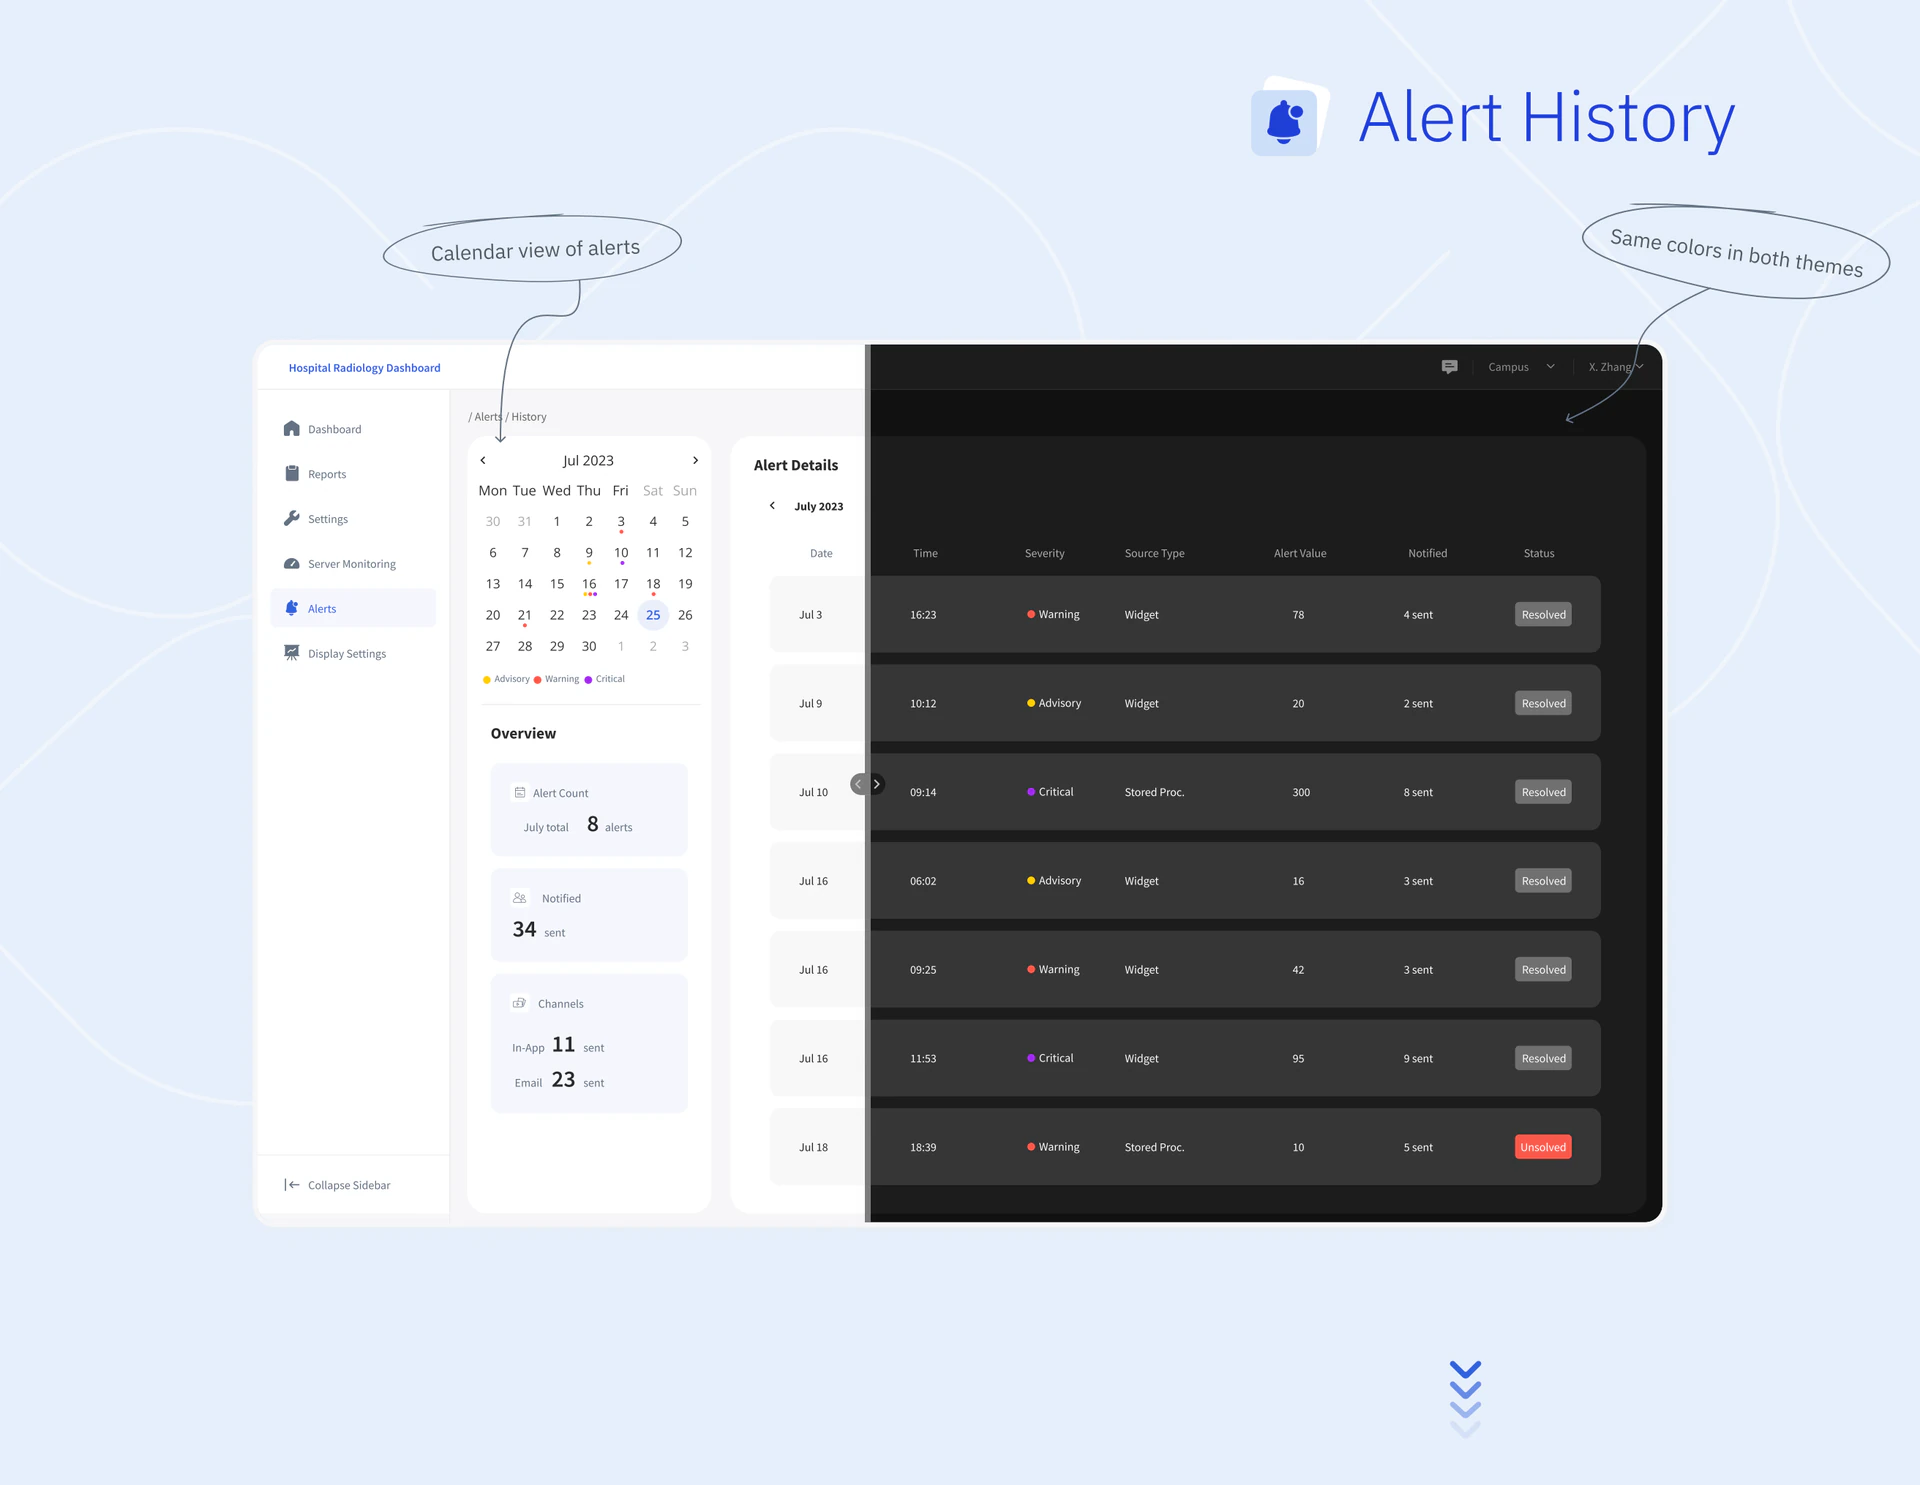 Alert History
Calendar view of alerts
Same colors in both themes
Hospital Radiology Dashboard
Campus
X. Zhang
Dashboard
Reports
Settings
Server Monitoring
Alerts
Display Settings
Collapse Sidebar
/ Alerts / History
Jul 2023
Mon Tue Wed Thu Fri Sat Sun
30 31 1 2 3 4 5
6 7 8 9 10 11 12
13 14 15 16 17 18 19
20 21 22 23 24 25 26
27 28 29 30 1 2 3
Advisory Warning Critical
Overview
Alert Count
July total 8 alerts
Notified
34 sent
Channels
In-App 11 sent
Email 23 sent
Alert Details
July 2023
Date Time Severity Source Type Alert Value Notified Status
Jul 3 16:23 Warning Widget 78 4 sent Resolved
Jul 9 10:12 Advisory Widget 20 2 sent Resolved
Jul 10 09:14 Critical Stored Proc. 300 8 sent Resolved
Jul 16 06:02 Advisory Widget 16 3 sent Resolved
Jul 16 09:25 Warning Widget 42 3 sent Resolved
Jul 16 11:53 Critical Widget 95 9 sent Resolved
Jul 18 18:39 Warning Stored Proc. 10 5 sent Unsolved